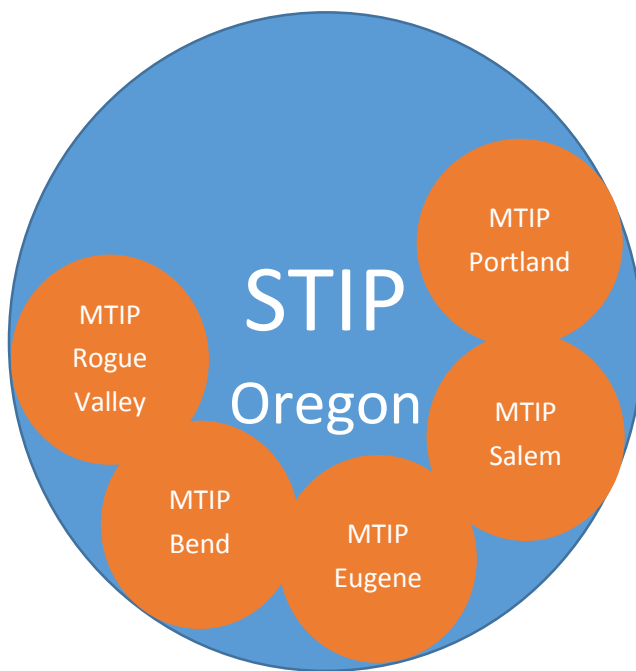 STIP
Oregon
MTIP
Portland
MTIP
Salem
MTIP
Eugene
MTIP
Bend
MTIP
Rogue
Valley